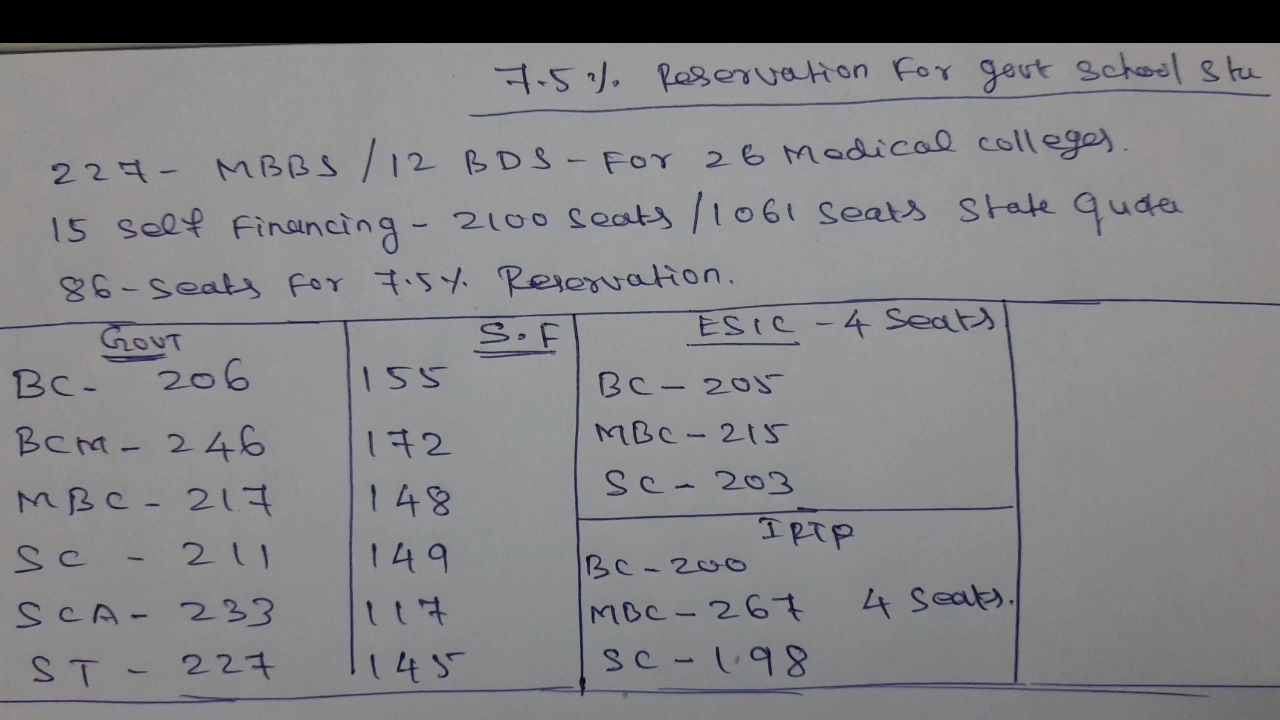 7.5% Reservation For govt School Stu
227- MBBS / 12 BDS - For 26 Medical colleges.
15 Self Financing - 2100 Seats / 1061 Seats State Quota
86-Seats For 7.5% Reservation.
GOVT
BC- 206
BCM - 246
MBC - 217
SC - 211
SCA - 233
ST - 227
S.F
155
172
148
149
117
145
ESIC - 4 Seats
BC - 205
MBC - 215
SC - 203
IRTP
BC - 200
MBC - 267 4 Seats.
SC - 198